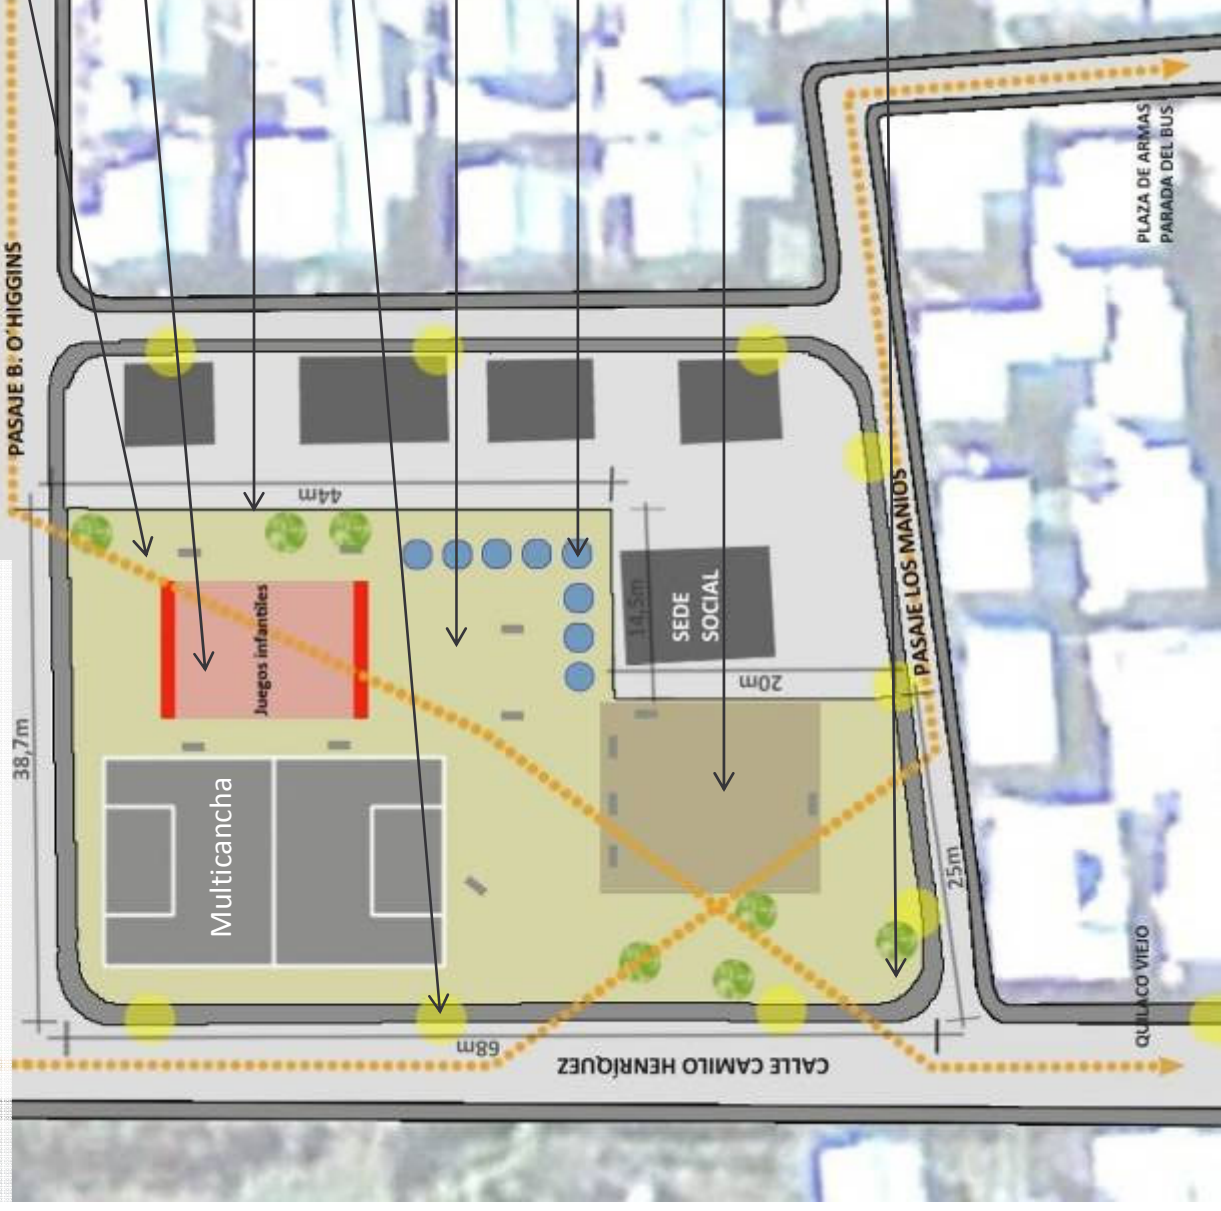 PASAJE B. O´HIGGINS
PLAZA DE ARMAS
PARADA DEL BUS
44m
PASAJE LOS MANIOS
14,5m
SEDE
SOCIAL
Juegos infantiles
20m
38,7m
Multicancha
25m
QUILACO VIEJO
68m
CALLE CAMILO HENRÍQUEZ